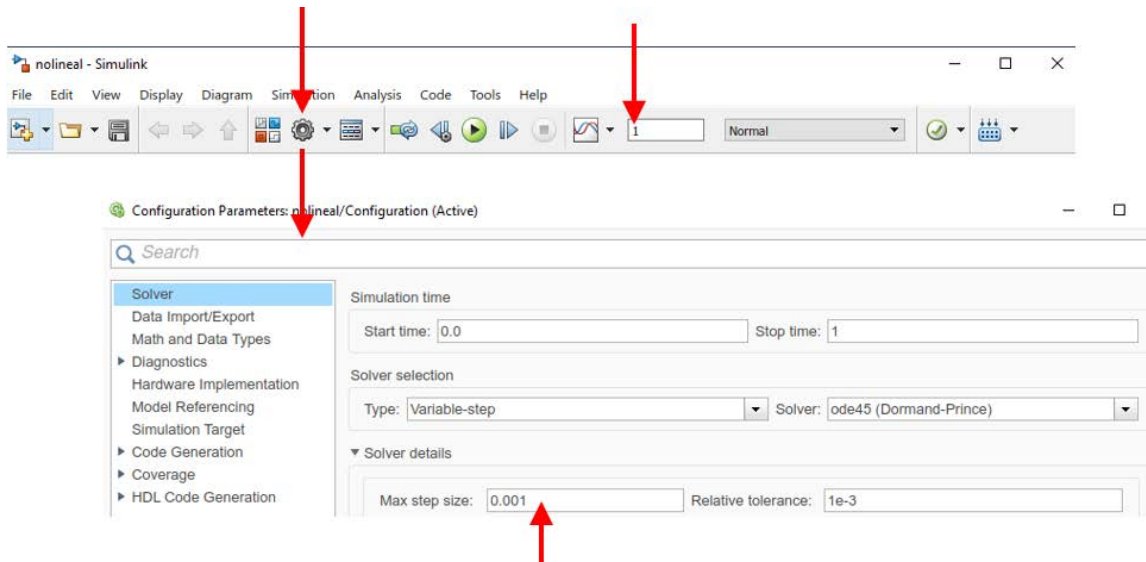 nolineal - Simulink
File Edit View Display Diagram Simulation Analysis Code Tools Help
1 Normal
Configuration Parameters: nolineal/Configuration (Active)
Search
Solver
Simulation time
Data Import/Export
Start time: 0.0 Stop time: 1
Math and Data Types
Diagnostics
Solver selection
Hardware Implementation
Model Referencing
Type: Variable-step Solver: ode45 (Dormand-Prince)
Simulation Target
Code Generation
Solver details
Coverage
HDL Code Generation
Max step size: 0.001 Relative tolerance: 1e-3